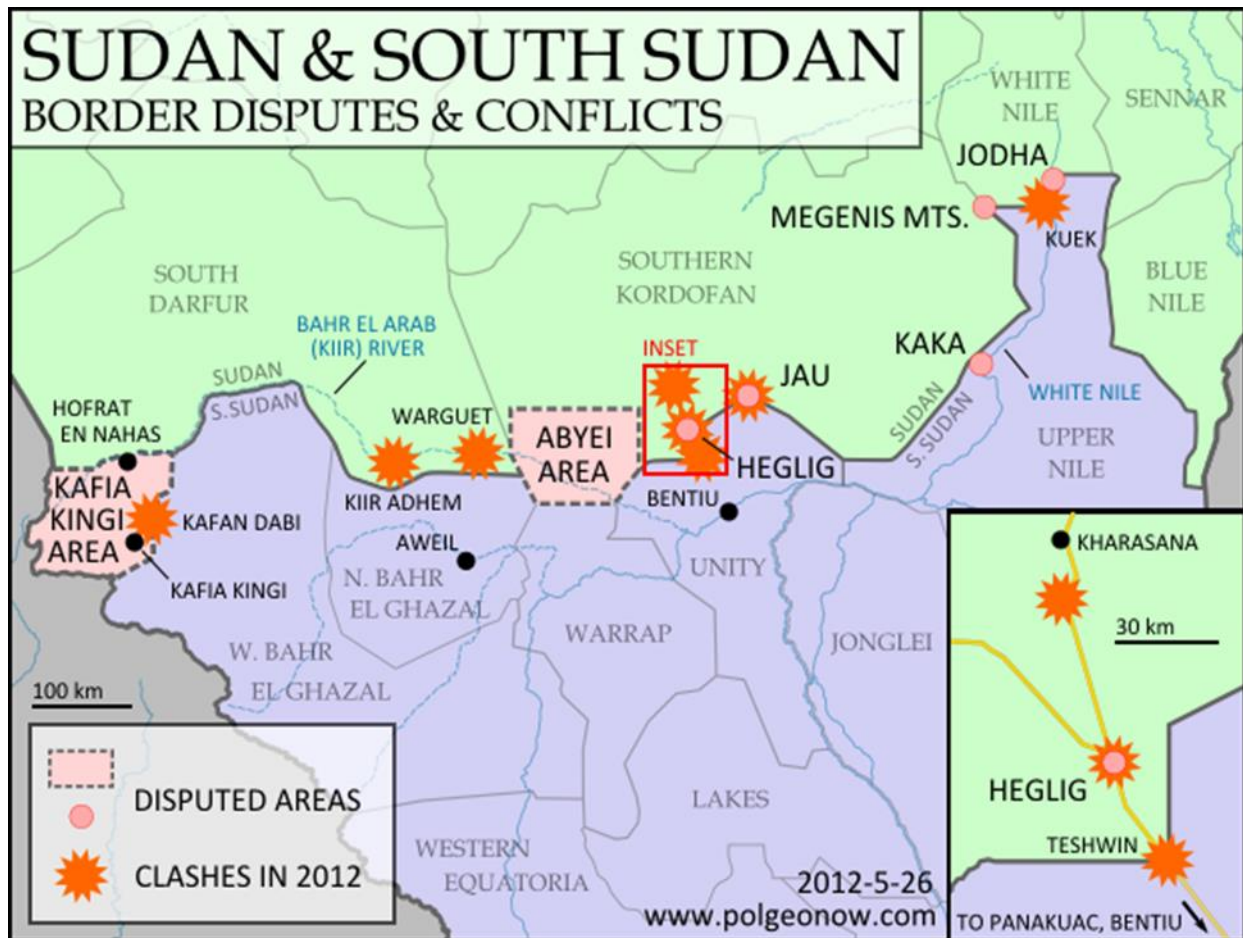 SUDAN & SOUTH SUDAN
BORDER DISPUTES & CONFLICTS
WHITE
NILE
SENNAR
JODHA
MEGENIS MTS.
KUEK
SOUTH
DARFUR
SOUTHERN
KORDOFAN
BLUE
NILE
BAHR EL ARAB
(KIIR) RIVER
INSET
KAKA
JAU
SUDAN
S.SUDAN
WHITE NILE
SUDAN
S. SUDAN
HOFRAT
EN NAHAS
WARGUET
ABYEI
AREA
UPPER
NILE
HEGLIG
KAFIA
KINGI
AREA
KAFAN DABI
KIIR ADHEM
BENTIU
AWEIL
KAFIA KINGI
N. BAHR
EL GHAZAL
UNITY
WARRAP
JONGLEI
W. BAHR
EL GHAZAL
100 km
KHARASANA
30 km
HEGLIG
TESHWIN
TO PANAKUAC, BENTIU
DISPUTED AREAS
CLASHES IN 2012
LAKES
WESTERN
EQUATORIA
2012-5-26
www.polgeonow.com